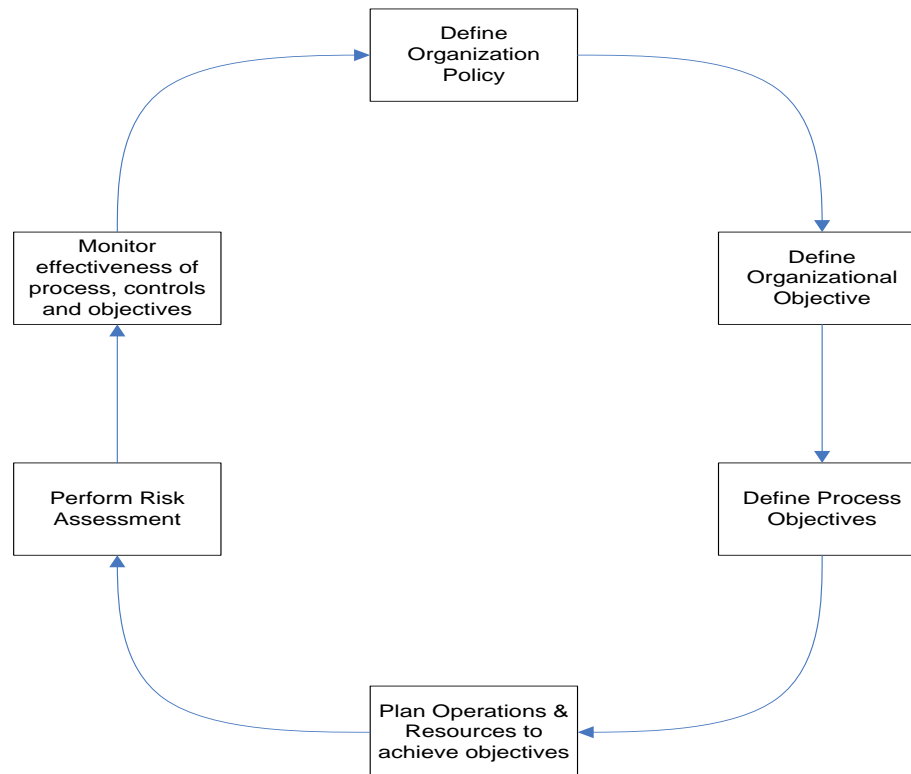 Define
Organization
Policy
Define
Organizational
Objective
Define Process
Objectives
Plan Operations &
Resources to
achieve objectives
Perform Risk
Assessment
Monitor
effectiveness of
process, controls
and objectives